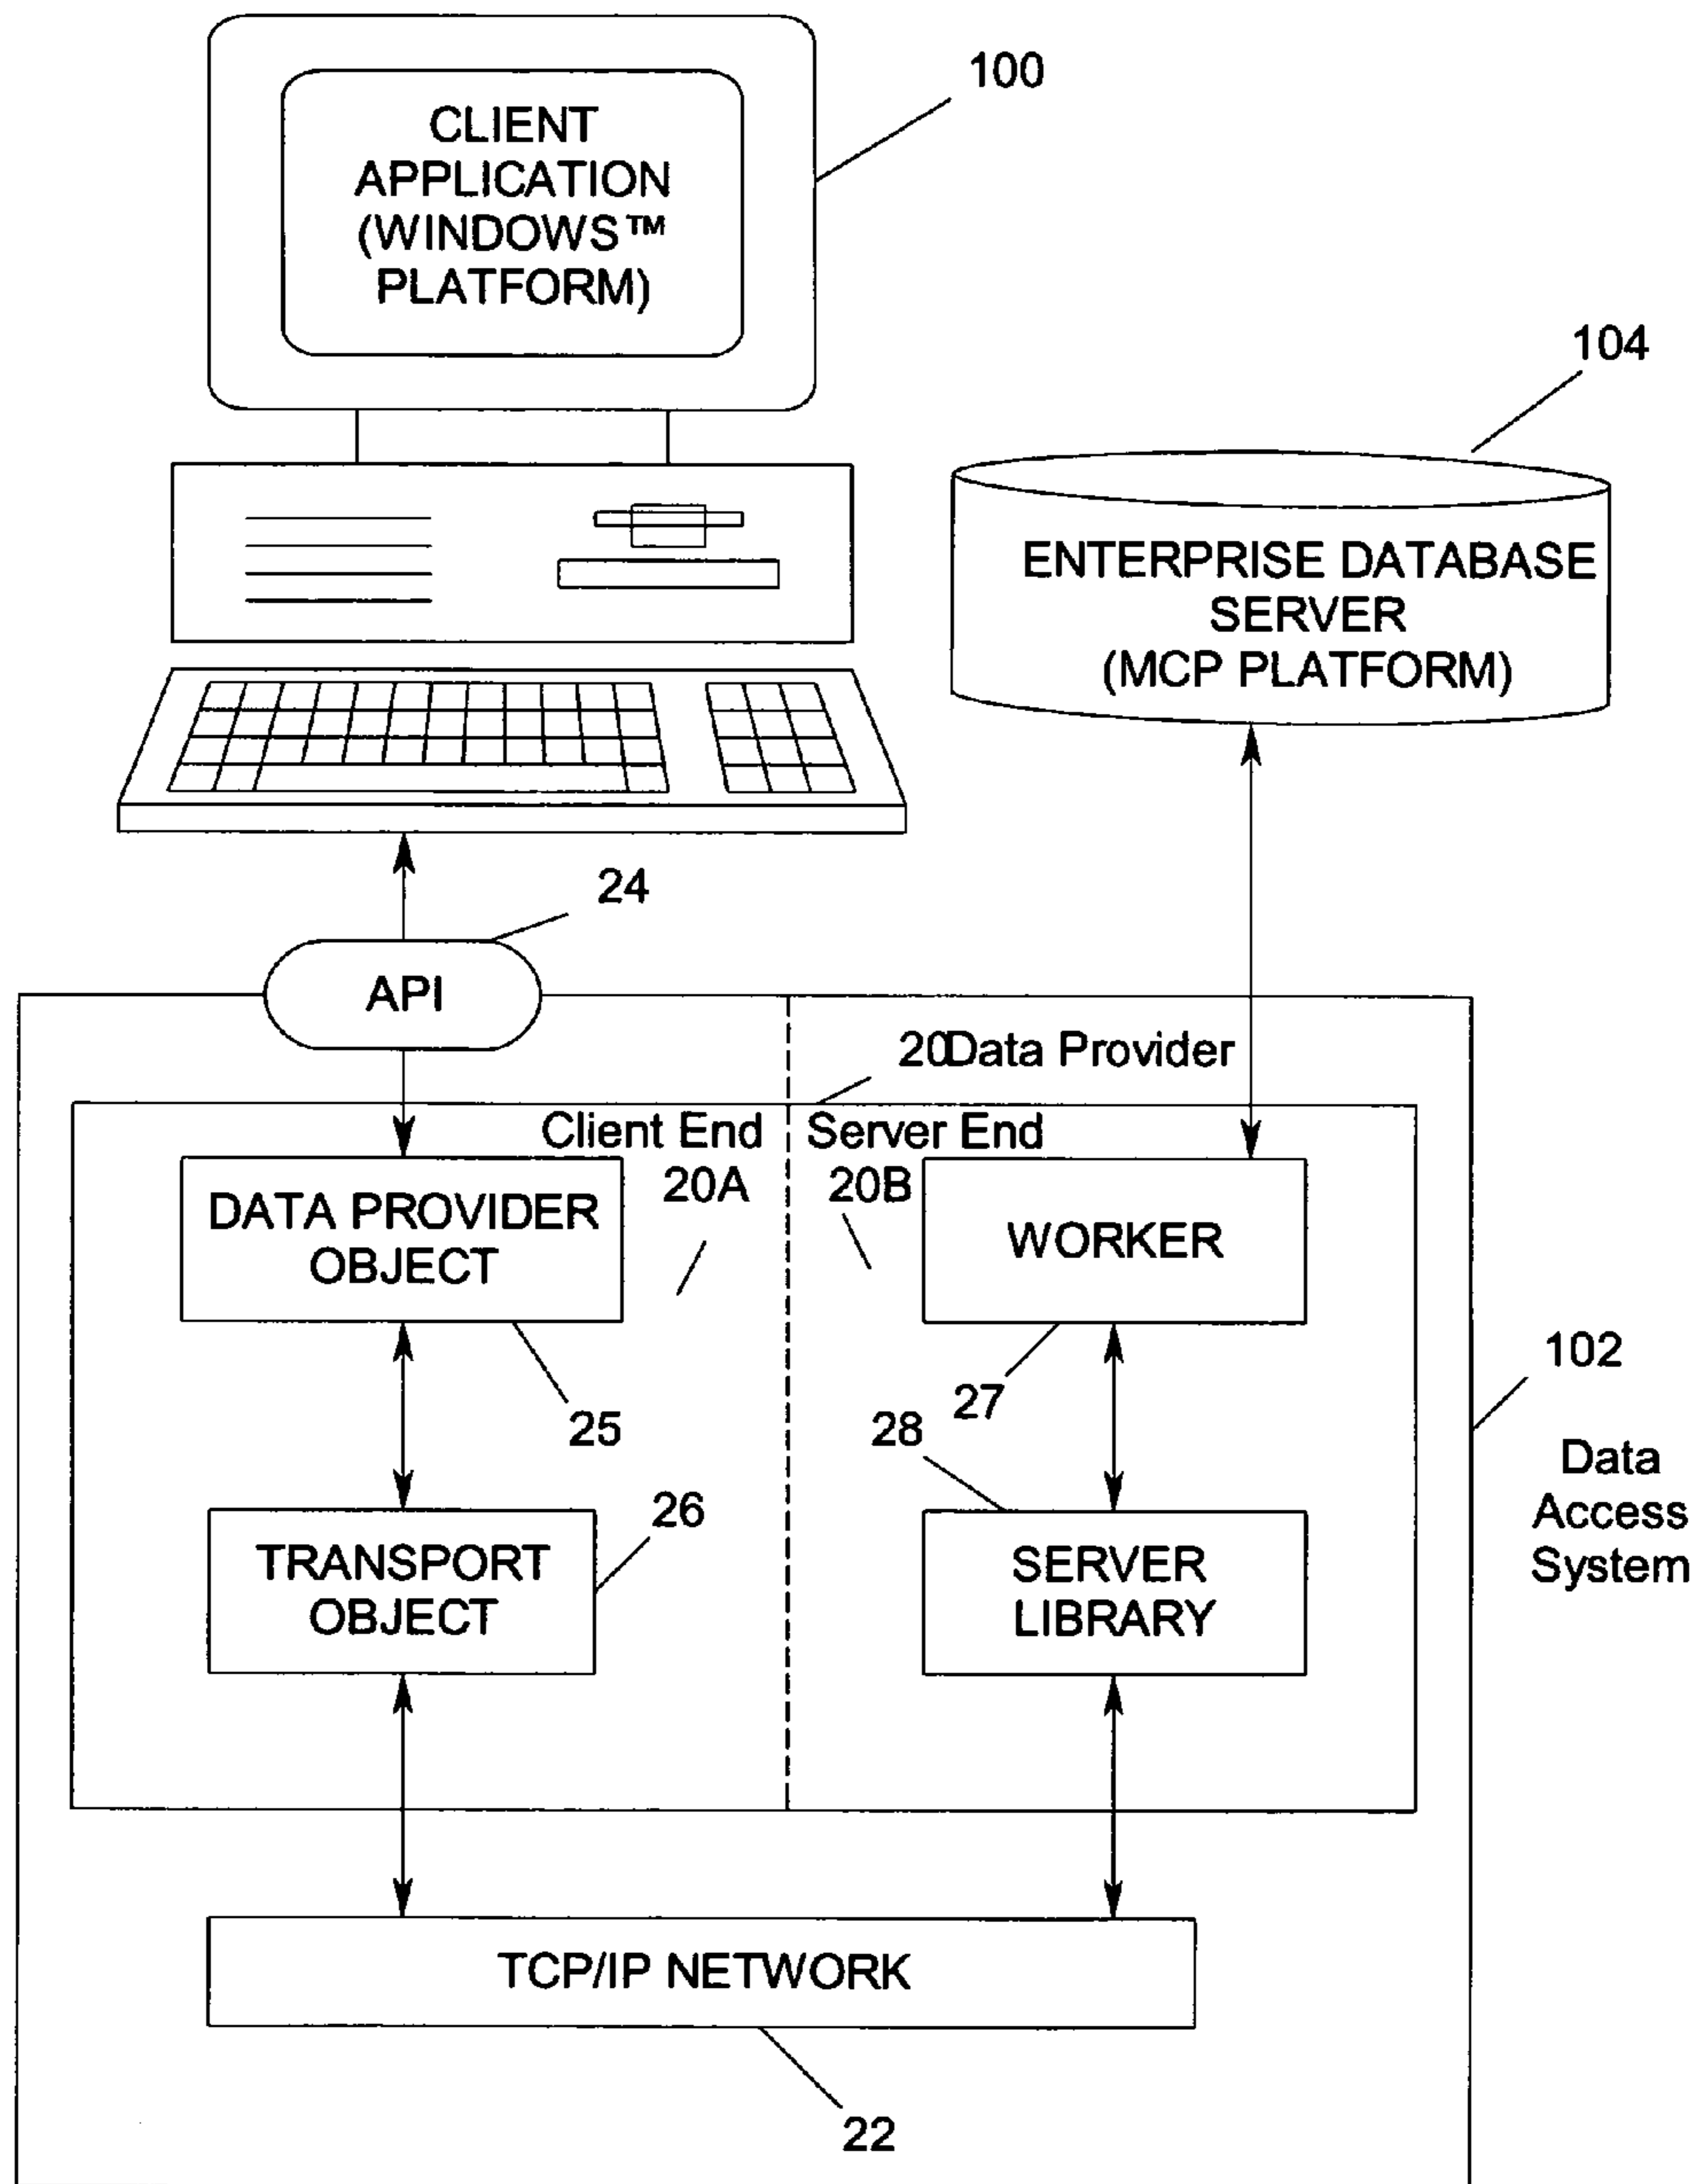 100
CLIENT
APPLICATION
(WINDOWS™
PLATFORM)
104
ENTERPRISE DATABASE
SERVER
(MCP PLATFORM)
24
API
20Data Provider
Client End
20A
Server End
20B
DATA PROVIDER
OBJECT
WORKER
25
27
102
Data
Access
System
28
26
TRANSPORT
OBJECT
SERVER
LIBRARY
TCP/IP NETWORK
22